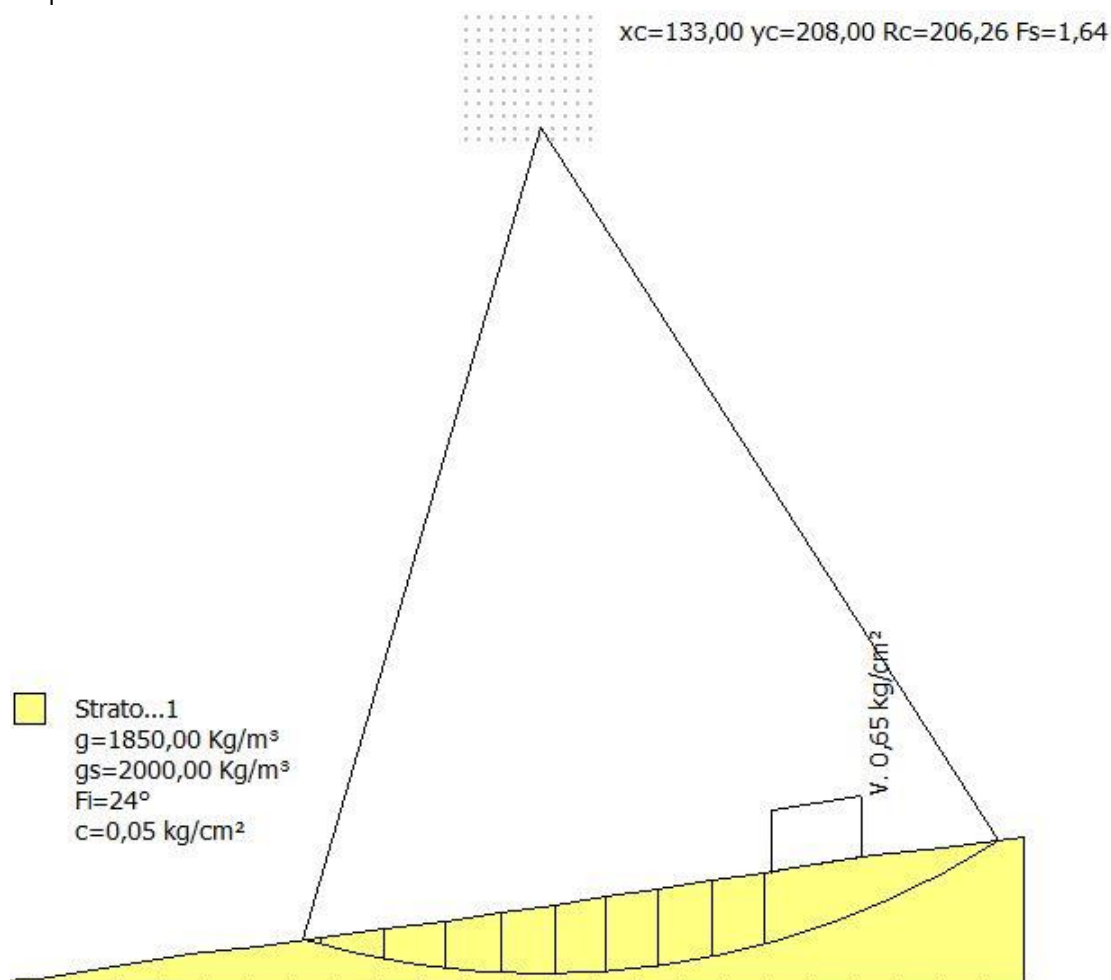 xc=133,00 yc=208,00 Rc=206,26 Fs=1,64
V. 0,65 kg/cm²
Strato...1
g=1850,00 Kg/m³
gs=2000,00 Kg/m³
Fi=24°
c=0,05 kg/cm²